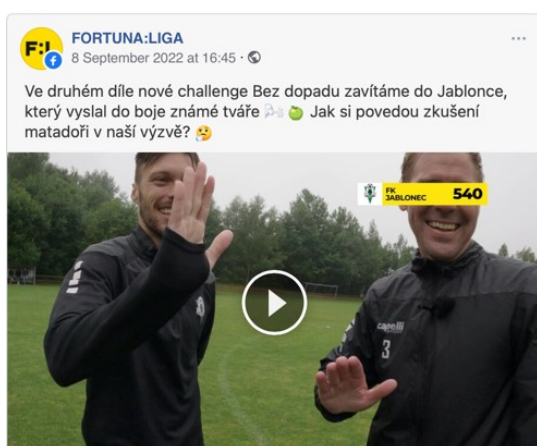 F:L
FORTUNA:LIGA
8 September 2022 at 16:45 ·
Ve druhém díle nové challenge Bez dopadu zavítáme do Jablonce,
který vyslal do boje známé tváře 🌬️ 🍏 Jak si povedou zkušení
matadoři v naší výzvě? 🤔
FK
JABLONEC 540
capelli
3